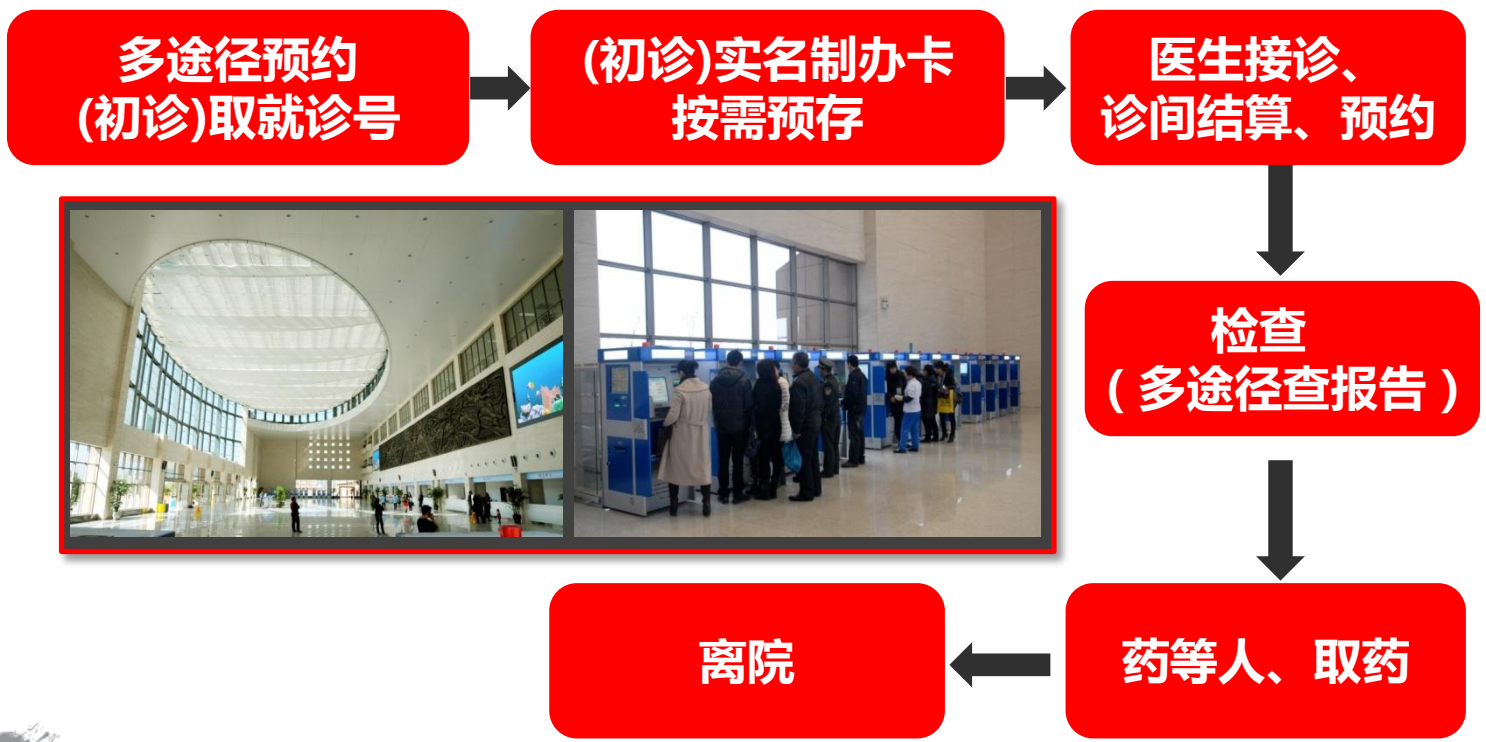 多途径预约
(初诊)取就诊号
(初诊)实名制办卡
按需预存
医生接诊、
诊间结算、预约
检查
（多途径查报告）
药等人、取药
离院